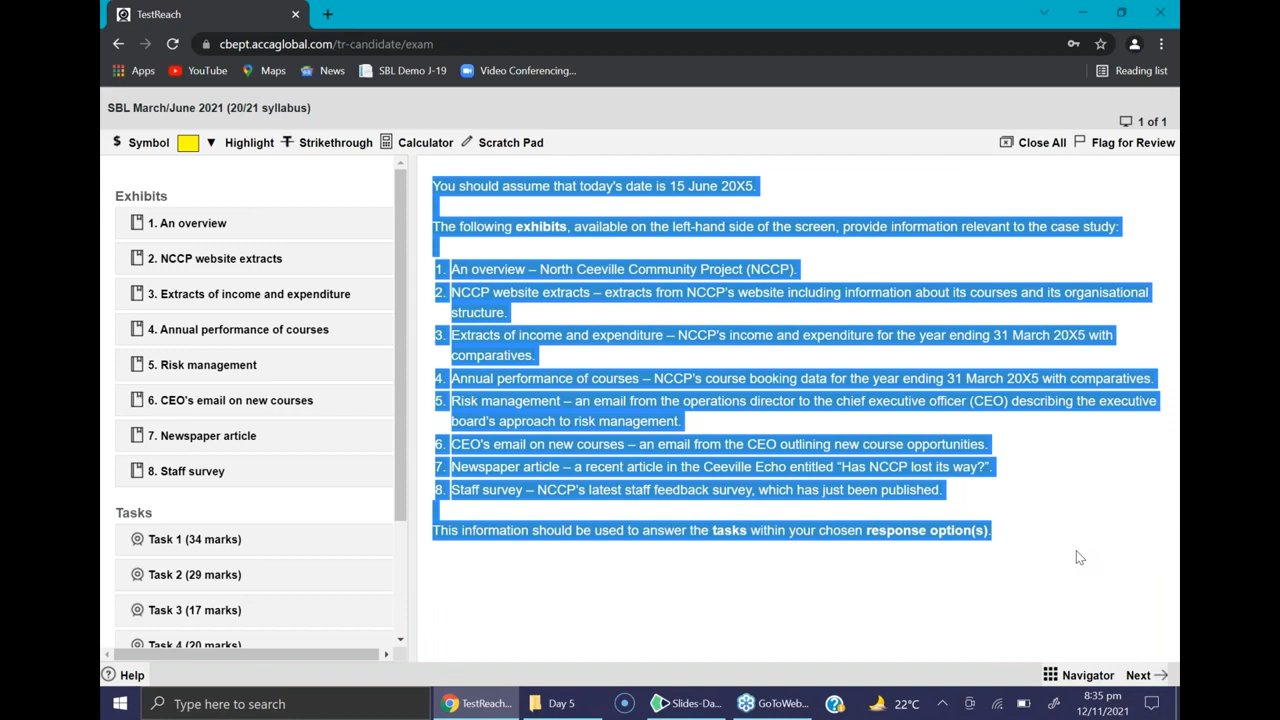 TestReach
cbept.accaglobal.com/tr-candidate/exam
Apps YouTube Maps News SBL Demo J-19 Video Conferencing... Reading list
SBL March/June 2021 (20/21 syllabus)
1 of 1
$ Symbol Highlight Strikethrough Calculator Scratch Pad Close All Flag for Review
Exhibits
1. An overview
2. NCCP website extracts
3. Extracts of income and expenditure
4. Annual performance of courses
5. Risk management
6. CEO's email on new courses
7. Newspaper article
8. Staff survey
Tasks
Task 1 (34 marks)
Task 2 (29 marks)
Task 3 (17 marks)
Task 4 (20 marks)
You should assume that today's date is 15 June 20X5.
The following exhibits, available on the left-hand side of the screen, provide information relevant to the case study:
1. An overview – North Ceeville Community Project (NCCP).
2. NCCP website extracts – extracts from NCCP's website including information about its courses and its organisational
structure.
3. Extracts of income and expenditure – NCCP's income and expenditure for the year ending 31 March 20X5 with
comparatives.
4. Annual performance of courses – NCCP's course booking data for the year ending 31 March 20X5 with comparatives.
5. Risk management – an email from the operations director to the chief executive officer (CEO) describing the executive
board's approach to risk management.
6. CEO's email on new courses – an email from the CEO outlining new course opportunities.
7. Newspaper article – a recent article in the Ceeville Echo entitled "Has NCCP lost its way?".
8. Staff survey – NCCP's latest staff feedback survey, which has just been published.
This information should be used to answer the tasks within your chosen response option(s).
Help Navigator Next
Type here to search TestReac... Day 5 Slides-Da... GoToWeb... 22°C 8:35 pm
12/11/2021